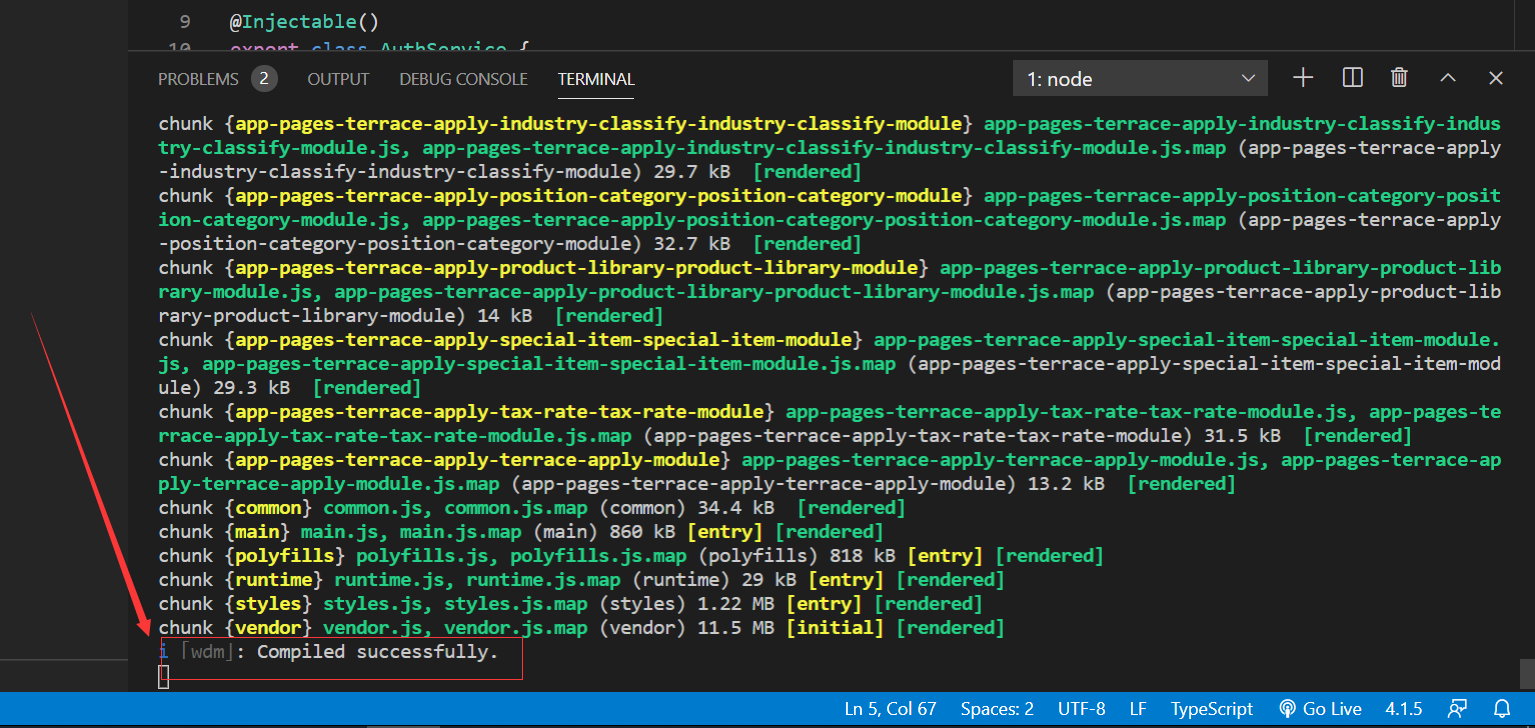 9 @Injectable()
10 export class AuthService {
PROBLEMS 2 OUTPUT DEBUG CONSOLE TERMINAL 1: node
chunk {app-pages-terrace-apply-industry-classify-industry-classify-module} app-pages-terrace-apply-industry-classify-indus
try-classify-module.js, app-pages-terrace-apply-industry-classify-industry-classify-module.js.map (app-pages-terrace-apply
-industry-classify-industry-classify-module) 29.7 kB [rendered]
chunk {app-pages-terrace-apply-position-category-position-category-module} app-pages-terrace-apply-position-category-posit
ion-category-module.js, app-pages-terrace-apply-position-category-position-category-module.js.map (app-pages-terrace-apply
-position-category-position-category-module) 32.7 kB [rendered]
chunk {app-pages-terrace-apply-product-library-product-library-module} app-pages-terrace-apply-product-library-product-lib
rary-module.js, app-pages-terrace-apply-product-library-product-library-module.js.map (app-pages-terrace-apply-product-lib
rary-product-library-module) 14 kB [rendered]
chunk {app-pages-terrace-apply-special-item-special-item-module} app-pages-terrace-apply-special-item-special-item-module.
js, app-pages-terrace-apply-special-item-special-item-module.js.map (app-pages-terrace-apply-special-item-special-item-mod
ule) 29.3 kB [rendered]
chunk {app-pages-terrace-apply-tax-rate-tax-rate-module} app-pages-terrace-apply-tax-rate-tax-rate-module.js, app-pages-te
rrace-apply-tax-rate-tax-rate-module.js.map (app-pages-terrace-apply-tax-rate-tax-rate-module) 31.5 kB [rendered]
chunk {app-pages-terrace-apply-terrace-apply-module} app-pages-terrace-apply-terrace-apply-module.js, app-pages-terrace-ap
ply-terrace-apply-module.js.map (app-pages-terrace-apply-terrace-apply-module) 13.2 kB [rendered]
chunk {common} common.js, common.js.map (common) 34.4 kB [rendered]
chunk {main} main.js, main.js.map (main) 860 kB [entry] [rendered]
chunk {polyfills} polyfills.js, polyfills.js.map (polyfills) 818 kB [entry] [rendered]
chunk {runtime} runtime.js, runtime.js.map (runtime) 29 kB [entry] [rendered]
chunk {styles} styles.js, styles.js.map (styles) 1.22 MB [entry] [rendered]
chunk {vendor} vendor.js, vendor.js.map (vendor) 11.5 MB [initial] [rendered]
i ｢wdm｣: Compiled successfully.
Ln 5, Col 67 Spaces: 2 UTF-8 LF TypeScript Go Live 4.1.5